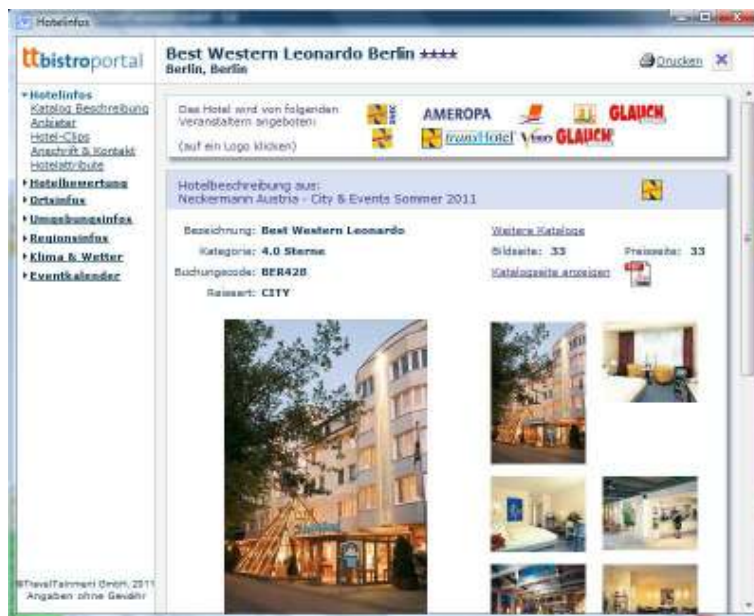 Hotelinfos
ttbistroportal
Best Western Leonardo Berlin ****
Berlin, Berlin
Drucken
Hotelinfos
Katalog Beschreibung
Anbieter
Hotel-Clips
Anschrift & Kontakt
Hotelattribute
Hotelbewertung
Ortsinfos
Umgebungsinfos
Regionsinfos
Klima & Wetter
Eventkalender
©TravelTainment GmbH, 2011
Angaben ohne Gewähr
Das Hotel wird von folgenden
Veranstaltern angeboten:
(auf ein Logo klicken)
AMEROPA
GLAUCH
transHotel
GLAUCH
Hotelbeschreibung aus:
Neckermann Austria - City & Events Sommer 2011
Bezeichnung: Best Western Leonardo
Weitere Kataloge
Kategorie: 4.0 Sterne
Bildseite: 33 Preisseite: 33
Buchungscode: BER428
Katalogseite anzeigen
Reiseart: CITY